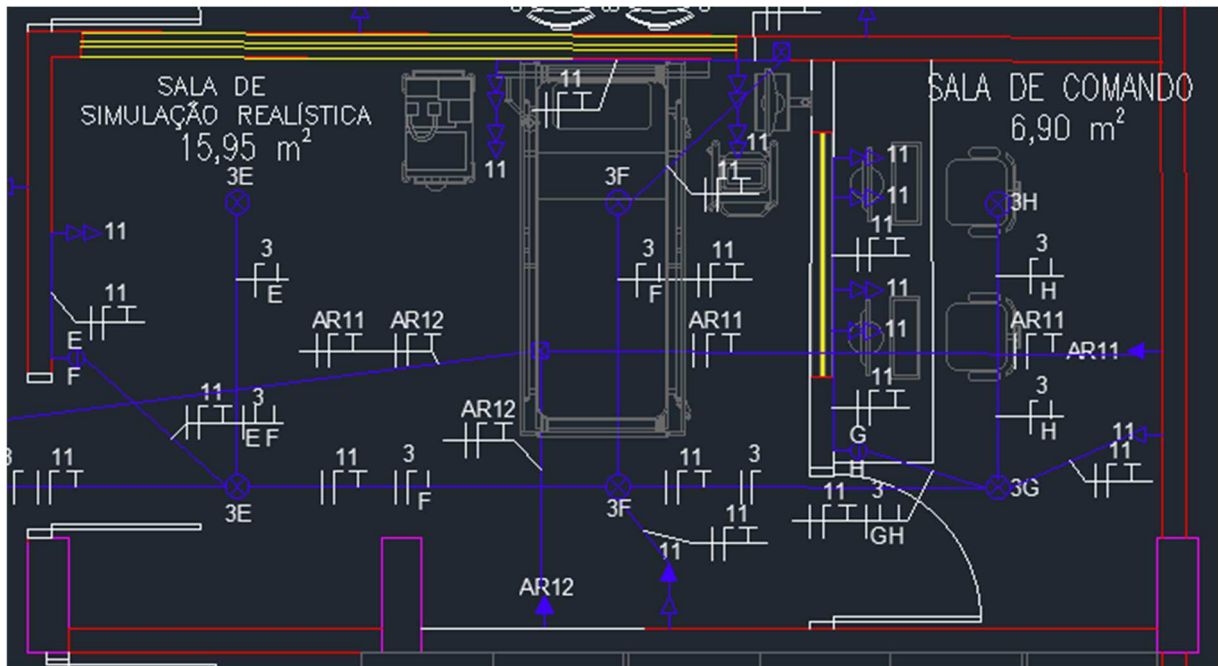 SALA DE
SIMULAÇÃO REALÍSTICA
15,95 m²
SALA DE COMANDO
6,90 m²
11
11
11
11
11
11
11
3E
3F
3H
11
3
E
3
F
11
11
11
3
H
11
11
E
F
AR11
AR12
AR11
AR11
AR11
11
3
E F
AR12
11
G
H
3
H
11
11
3
11
11
3
F
11
3
11
3
GH
3E
3F
3G
11
11
AR12